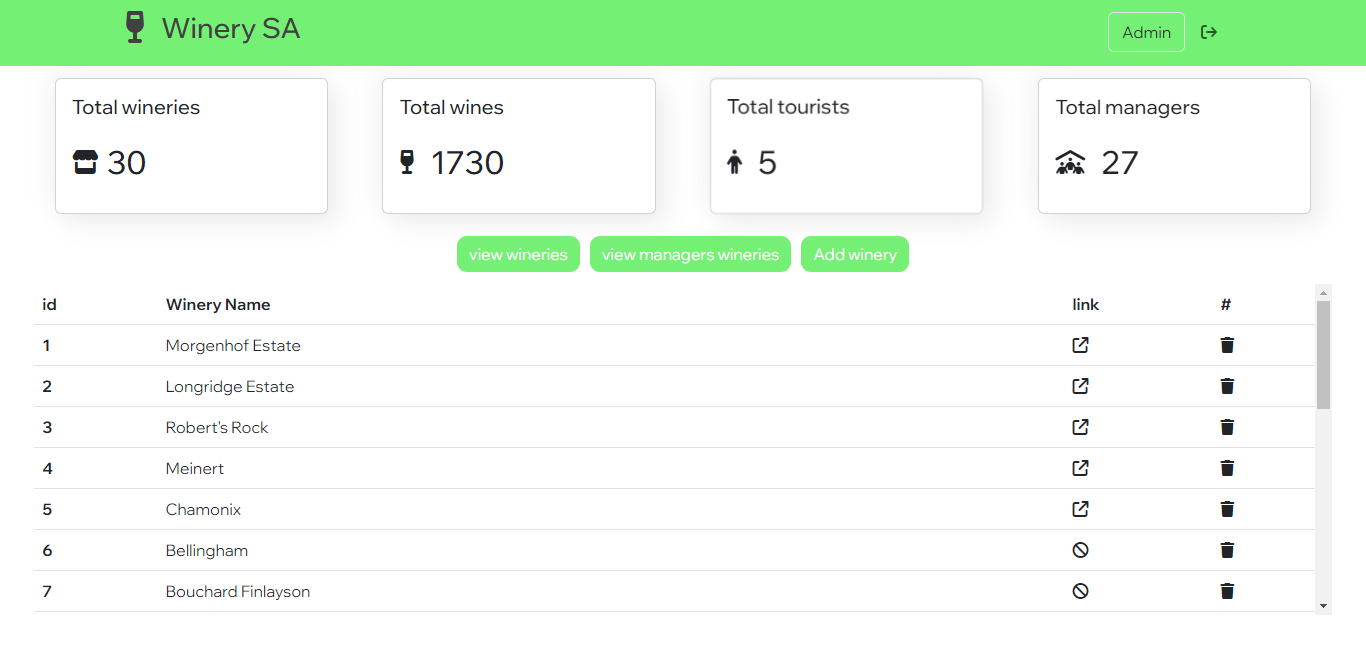 Winery SA
Admin
Total wineries
30
Total wines
1730
Total tourists
5
Total managers
27
view wineries
view managers wineries
Add winery
id Winery Name link #
1 Morgenhof Estate
2 Longridge Estate
3 Robert's Rock
4 Meinert
5 Chamonix
6 Bellingham
7 Bouchard Finlayson